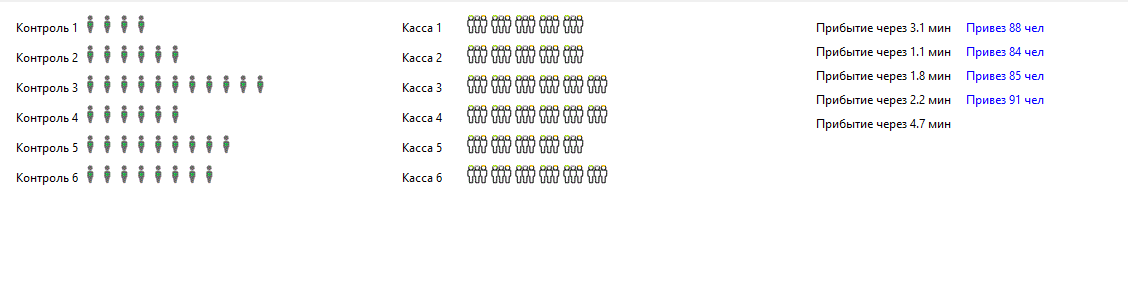 Контроль 1
Контроль 2
Контроль 3
Контроль 4
Контроль 5
Контроль 6
Касса 1
Касса 2
Касса 3
Касса 4
Касса 5
Касса 6
Прибытие через 3.1 мин Привез 88 чел
Прибытие через 1.1 мин Привез 84 чел
Прибытие через 1.8 мин Привез 85 чел
Прибытие через 2.2 мин Привез 91 чел
Прибытие через 4.7 мин